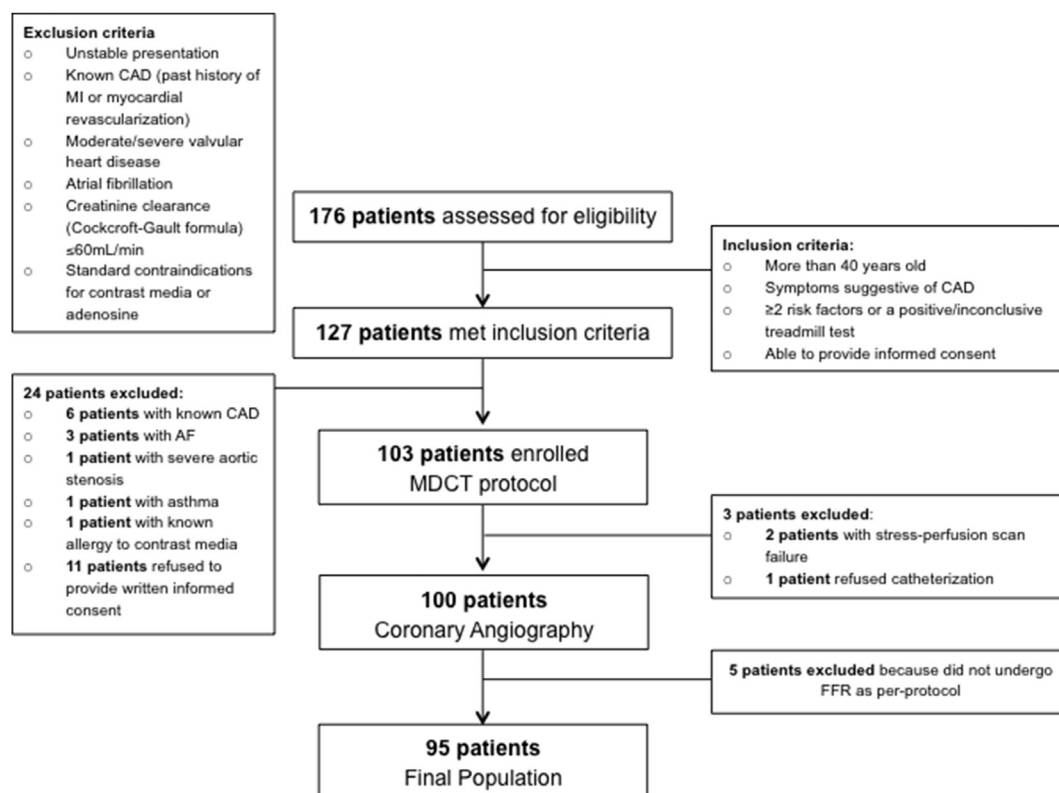 Exclusion criteria
○ Unstable presentation
○ Known CAD (past history of
MI or myocardial
revascularization)
○ Moderate/severe valvular
heart disease
○ Atrial fibrillation
○ Creatinine clearance
(Cockcroft-Gault formula)
≤60mL/min
○ Standard contraindications
for contrast media or
adenosine
176 patients assessed for eligibility
Inclusion criteria:
○ More than 40 years old
○ Symptoms suggestive of CAD
○ ≥2 risk factors or a positive/inconclusive
treadmill test
○ Able to provide informed consent
127 patients met inclusion criteria
24 patients excluded:
○ 6 patients with known CAD
○ 3 patients with AF
○ 1 patient with severe aortic
stenosis
○ 1 patient with asthma
○ 1 patient with known
allergy to contrast media
○ 11 patients refused to
provide written informed
consent
103 patients enrolled
MDCT protocol
3 patients excluded:
○ 2 patients with stress-perfusion scan
failure
○ 1 patient refused catheterization
100 patients
Coronary Angiography
5 patients excluded because did not undergo
FFR as per-protocol
95 patients
Final Population